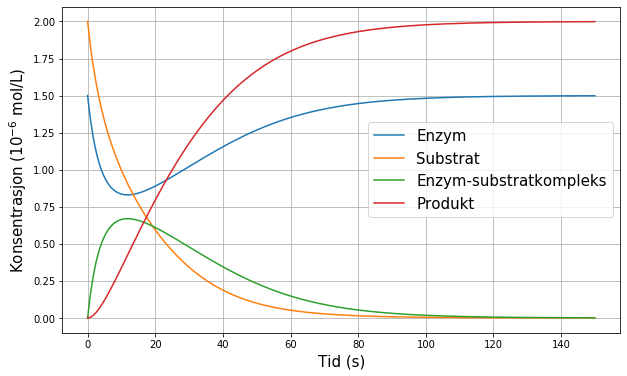 Konsentrasjon (10⁻⁶ mol/L)
2.00
1.75
1.50
1.25
1.00
0.75
0.50
0.25
0.00
Enzym
Substrat
Enzym-substratkompleks
Produkt
0 20 40 60 80 100 120 140
Tid (s)